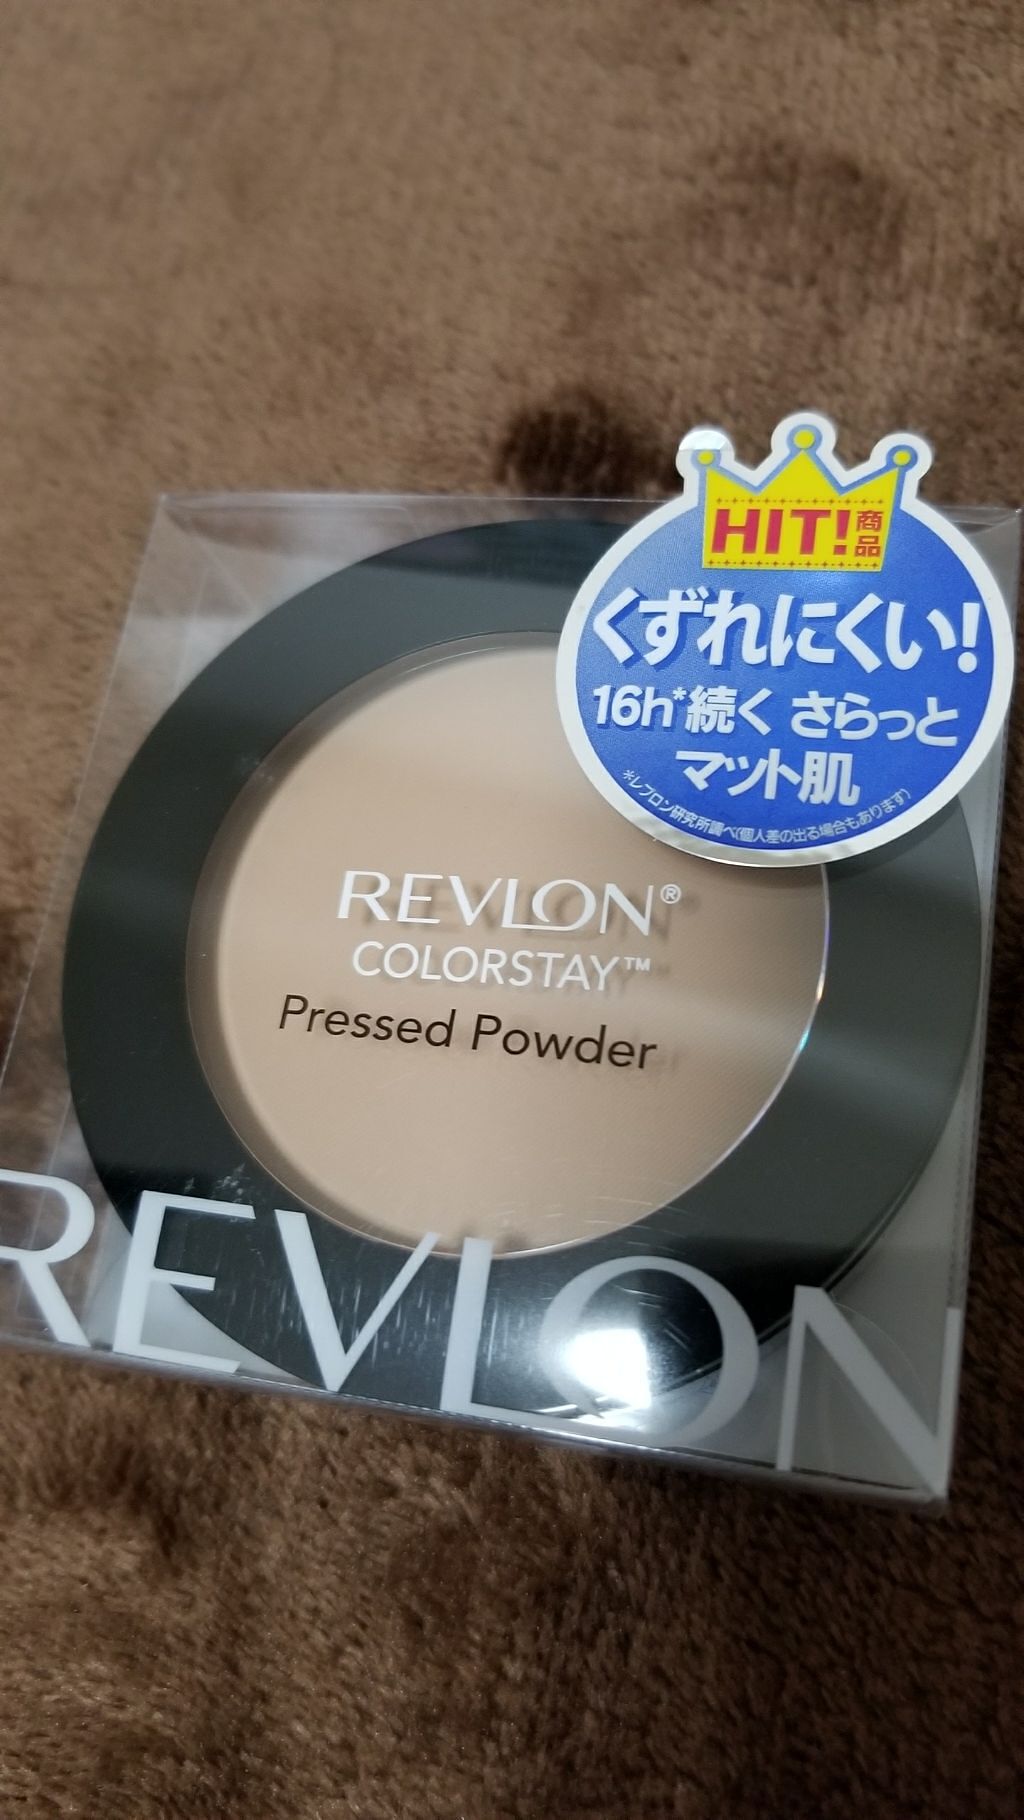 HIT!商品
くずれにくい!
16h*続く さらっと
マット肌
*レブロン研究所調べ(個人差の出る場合もあります)
REVLON®
COLORSTAY™
Pressed Powder
REVLON